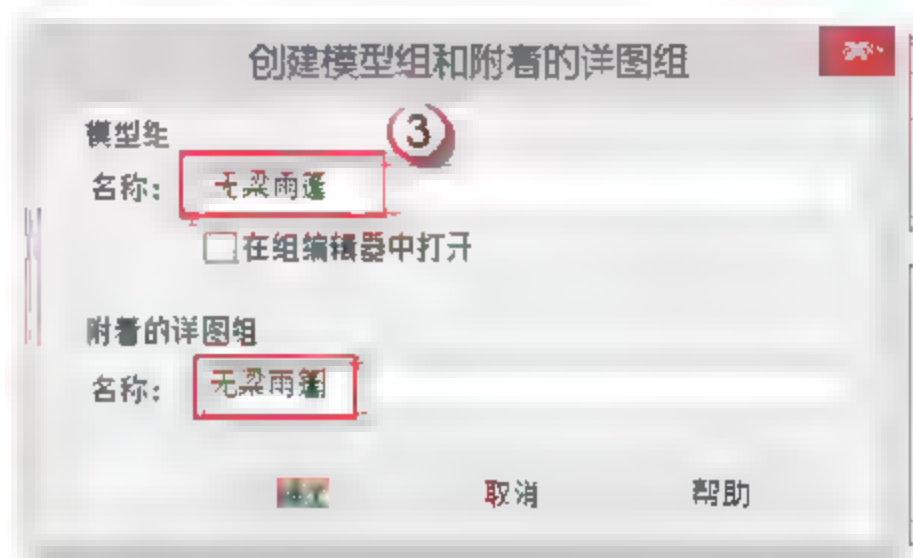 创建模型组和附着的详图组
模型组
③
名称: 无梁雨篷
在组编辑器中打开
附着的详图组
名称: 无梁雨篷
取消 帮助